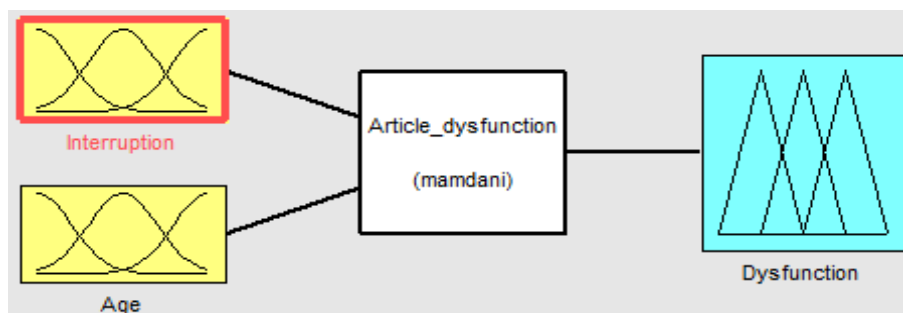 Interruption
Article_dysfunction
(mamdani)
Age
Dysfunction